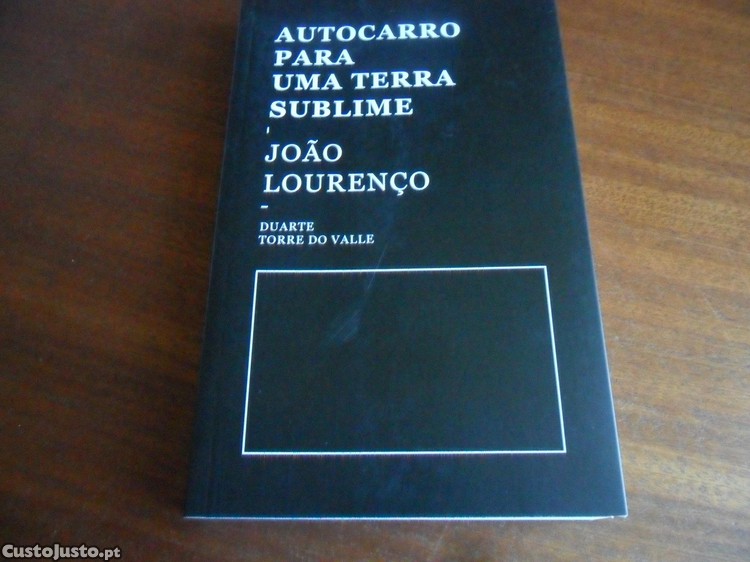 AUTOCARRO
PARA
UMA TERRA
SUBLIME
JOÃO
LOURENÇO
–
DUARTE
TORRE DO VALLE
CustoJusto.pt